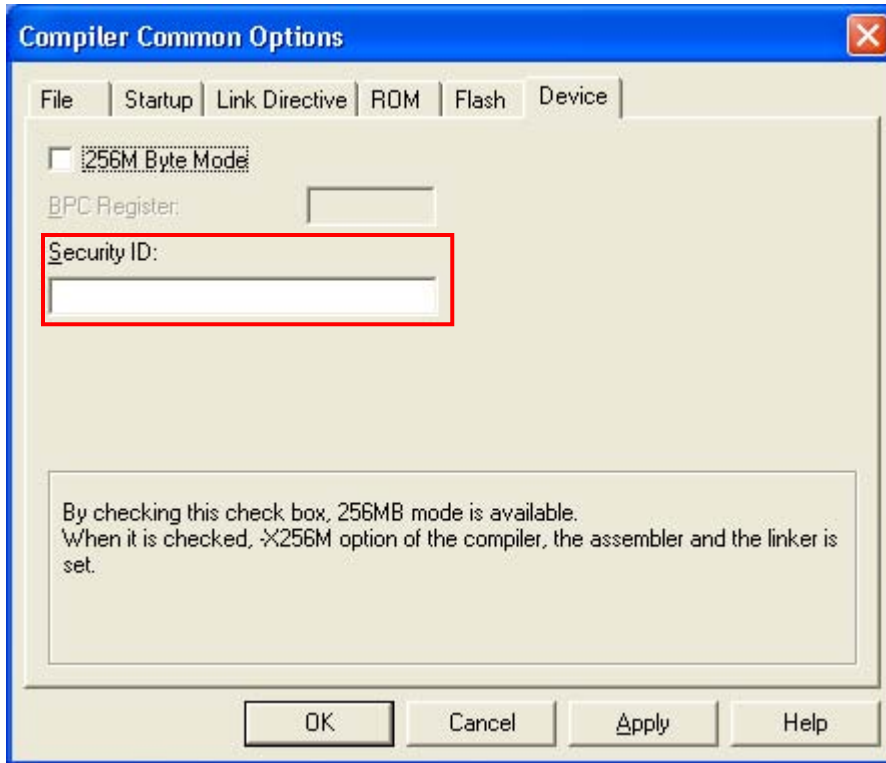 Compiler Common Options
File Startup Link Directive ROM Flash Device
256M Byte Mode
BPC Register:
Security ID:
By checking this check box, 256MB mode is available.
When it is checked, -X256M option of the compiler, the assembler and the linker is
set.
OK Cancel Apply Help